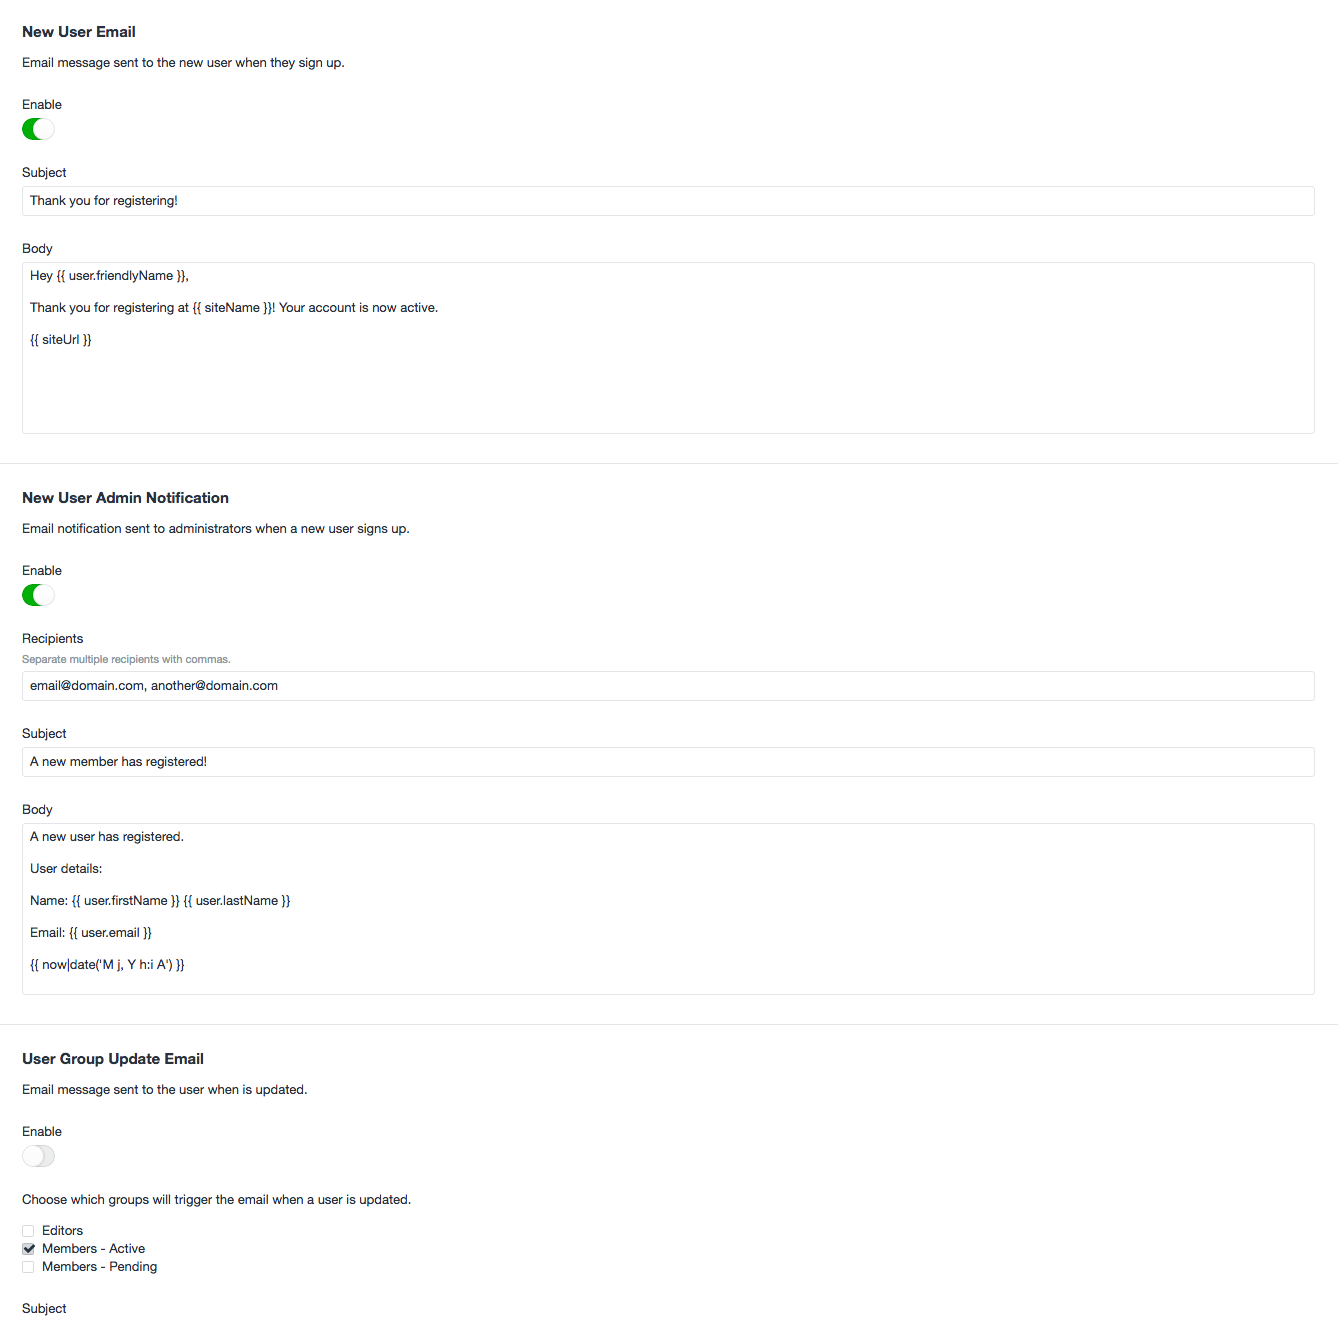 New User Email
Email message sent to the new user when they sign up.
Enable
Subject
Thank you for registering!
Body
Hey {{ user.friendlyName }},
Thank you for registering at {{ siteName }}! Your account is now active.
{{ siteUrl }}
New User Admin Notification
Email notification sent to administrators when a new user signs up.
Enable
Recipients
Separate multiple recipients with commas.
email@domain.com, another@domain.com
Subject
A new member has registered!
Body
A new user has registered.
User details:
Name: {{ user.firstName }} {{ user.lastName }}
Email: {{ user.email }}
{{ now|date('M j, Y h:i A') }}
User Group Update Email
Email message sent to the user when is updated.
Enable
Choose which groups will trigger the email when a user is updated.
Editors
Members - Active
Members - Pending
Subject